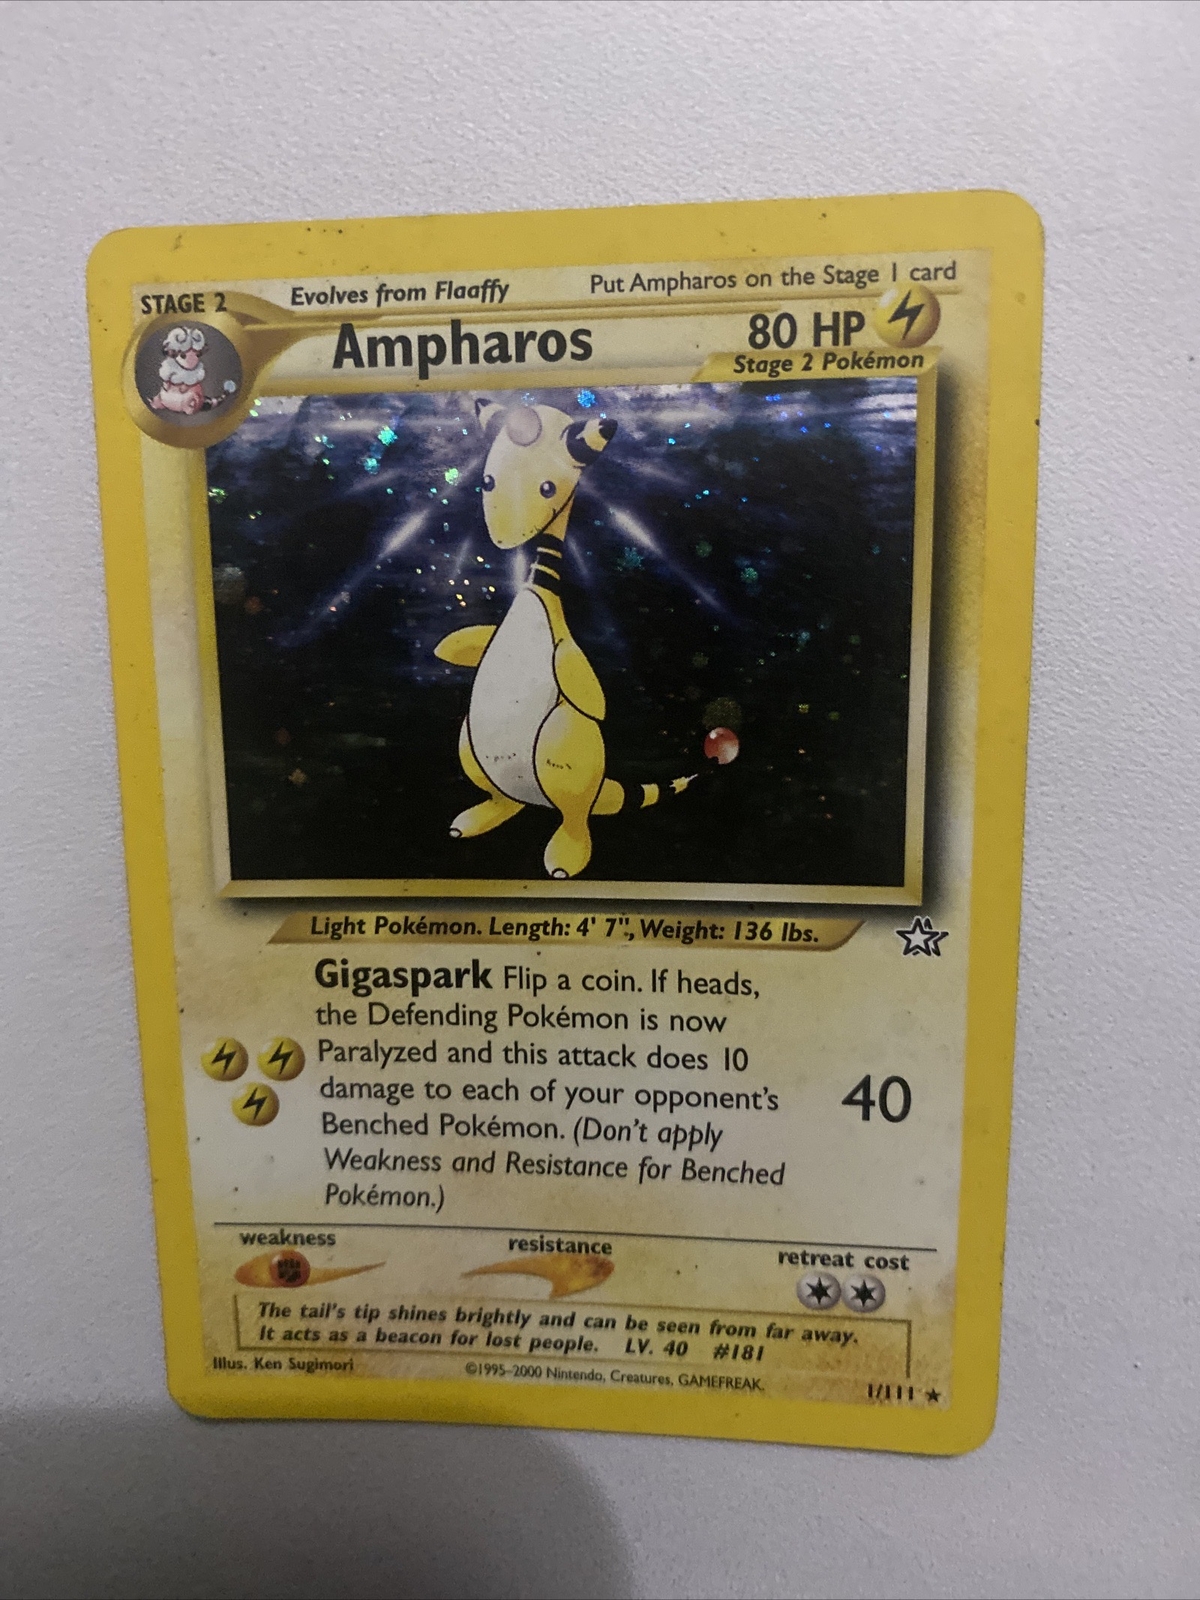 STAGE 2
Evolves from Flaaffy
Put Ampharos on the Stage 1 card
Ampharos
80 HP
Stage 2 Pokémon
Light Pokémon. Length: 4' 7", Weight: 136 lbs.
Gigaspark Flip a coin. If heads,
the Defending Pokémon is now
Paralyzed and this attack does 10
damage to each of your opponent's
Benched Pokémon. (Don't apply
Weakness and Resistance for Benched
Pokémon.)
40
weakness
resistance
retreat cost
The tail's tip shines brightly and can be seen from far away.
It acts as a beacon for lost people. LV. 40 #181
Illus. Ken Sugimori
©1995-2000 Nintendo, Creatures, GAMEFREAK.
1/111 ★